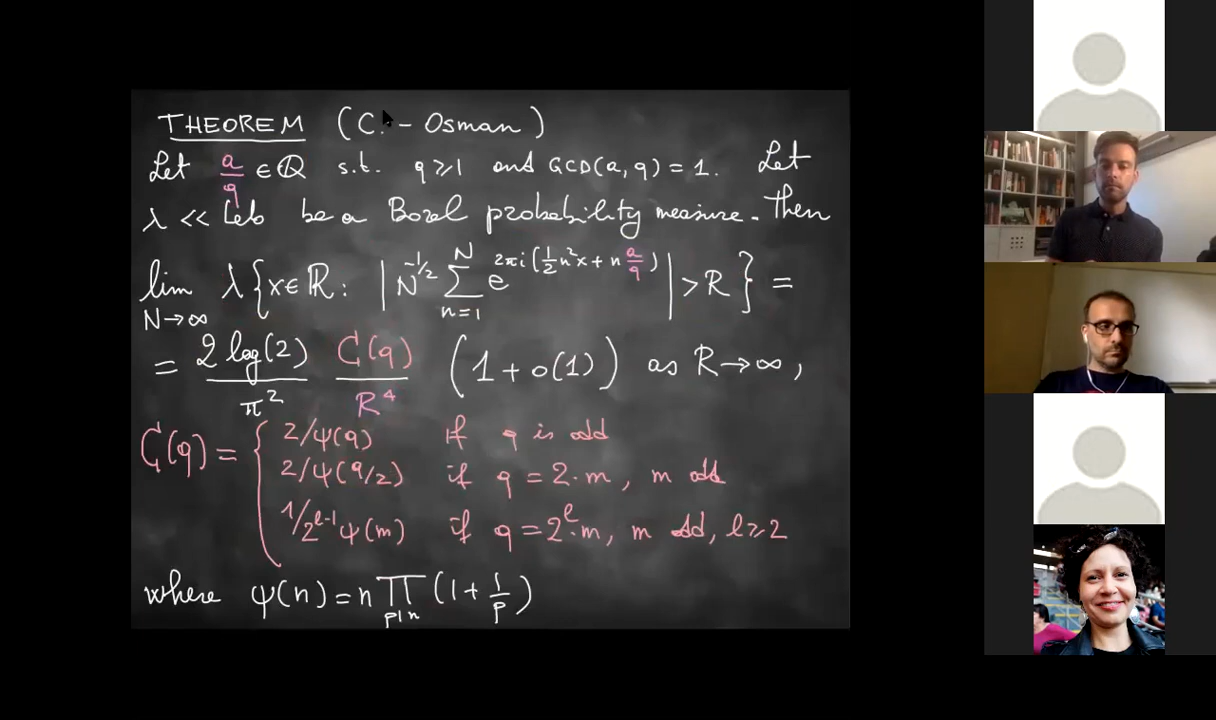 THEOREM (C. - Osman)
Let a/q ∈ ℚ s.t. q ⩾ 1 and GCD(a, q) = 1. Let
λ << Leb be a Borel probability measure. Then
lim_{N→∞} λ{x ∈ ℝ : | N^{-1/2} ∑_{n=1}^{N} e^{2πi(½n²x + n a/q)} | > R} =
= 2 log(2)/π² C(q)/R⁴ (1 + o(1)) as R→∞,
C(q) = { 2/ψ(q) if q is odd
2/ψ(q/2) if q = 2·m, m odd
1/2^{l-1} ψ(m) if q = 2^l·m, m odd, l ⩾ 2
where ψ(n) = n ∏_{p|n} (1 + 1/p)